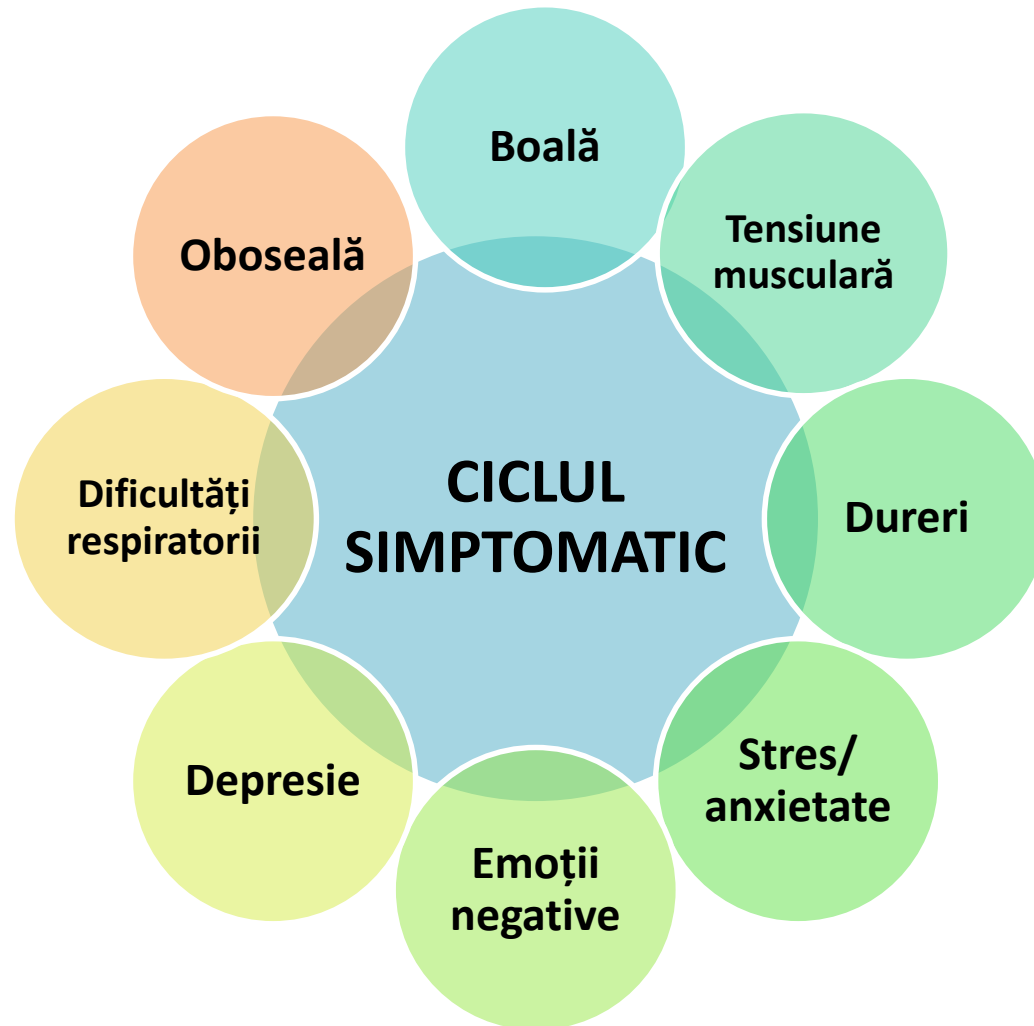 Boală
Tensiune
musculară
Dureri
Stres/
anxietate
Emoții
negative
Depresie
Dificultăți
respiratorii
Oboseală
CICLUL
SIMPTOMATIC